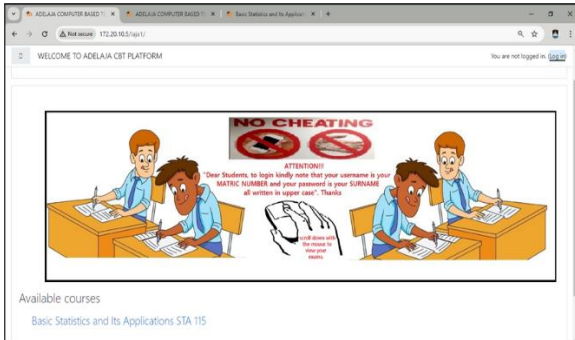 ADELAJA COMPUTER BASED T
ADELAJA COMPUTER BASED T
Basic Statistics and Its Applicati
Not secure
172.20.10.5/laja1/
WELCOME TO ADELAJA CBT PLATFORM
You are not logged in. (Log in)
NO CHEATING
ATTENTION!!!
"Dear Students, to login kindly note that your username is your
MATRIC NUMBER and your password is your SURNAME
all written in upper case". Thanks
scroll down with
the mouse to
view your
exams
Available courses
Basic Statistics and Its Applications STA 115